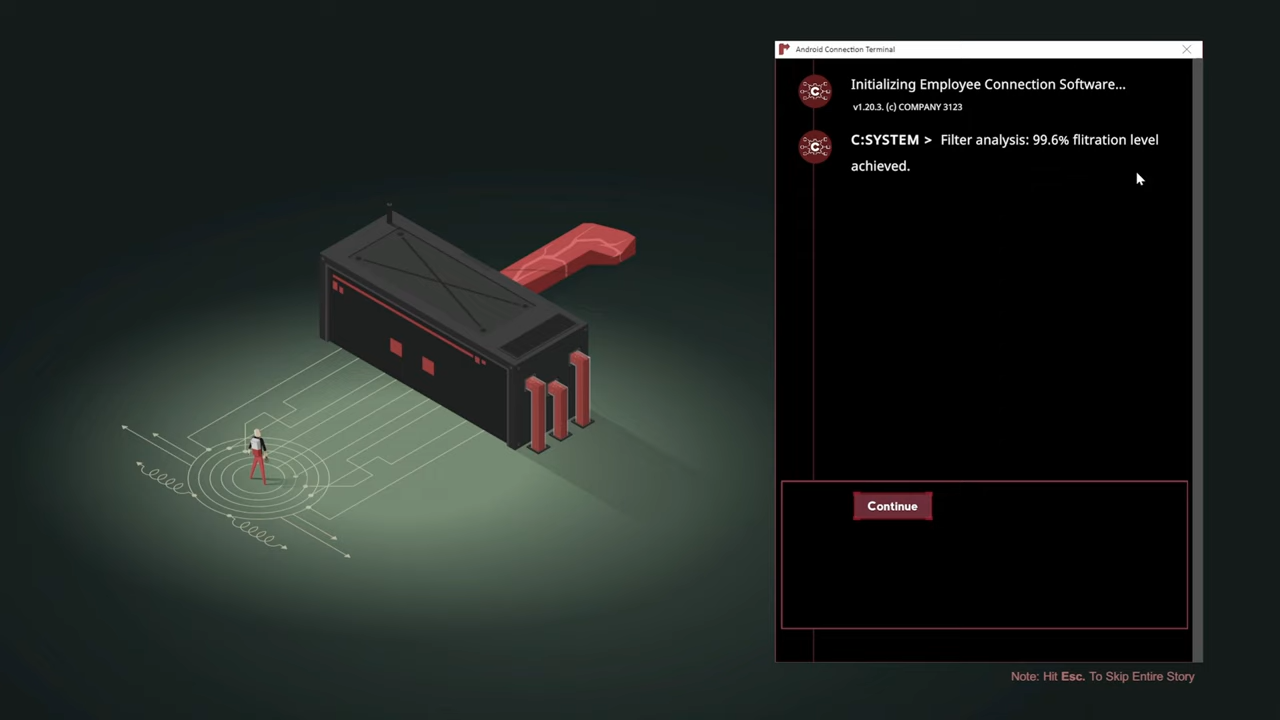 Android Connection Terminal
Initializing Employee Connection Software...
v1.20.3. (c) COMPANY 3123
C:SYSTEM > Filter analysis: 99.6% flitration level
achieved.
Continue
Note: Hit Esc. To Skip Entire Story